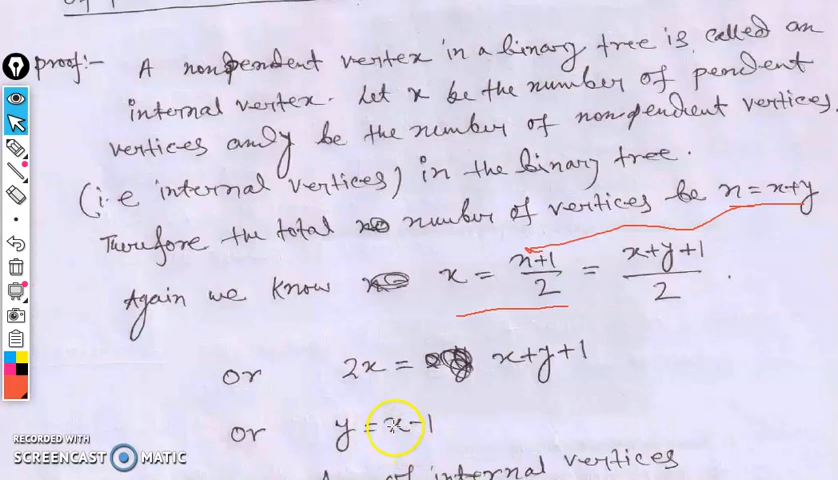 proof:- A nonpendent vertex in a binary tree is called an
internal vertex. Let x be the number of pendent
vertices and y be the number of nonpendent vertices
(i.e internal vertices) in the binary tree.
Therefore the total number of vertices be n = x+y
Again we know x = n+1/2 = x+y+1/2 .
or 2x = x+y+1
or y = x-1
of internal vertices
RECORDED WITH
SCREENCAST MATIC